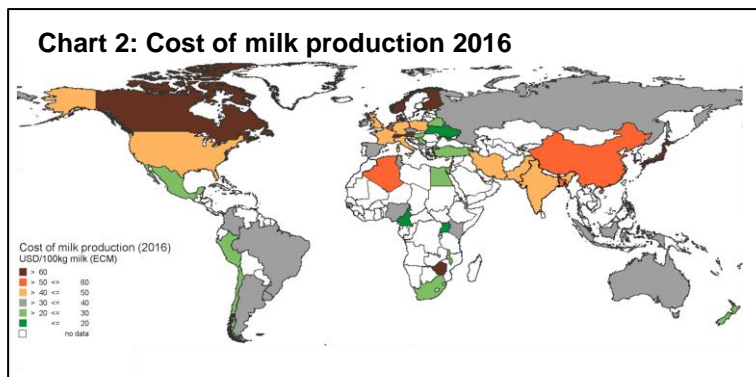 Chart 2: Cost of milk production 2016
Cost of milk production (2016)
USD/100kg milk (ECM)
> 60
> 50 <= 60
> 40 <= 50
> 30 <= 40
> 20 <= 30
<= 20
no data